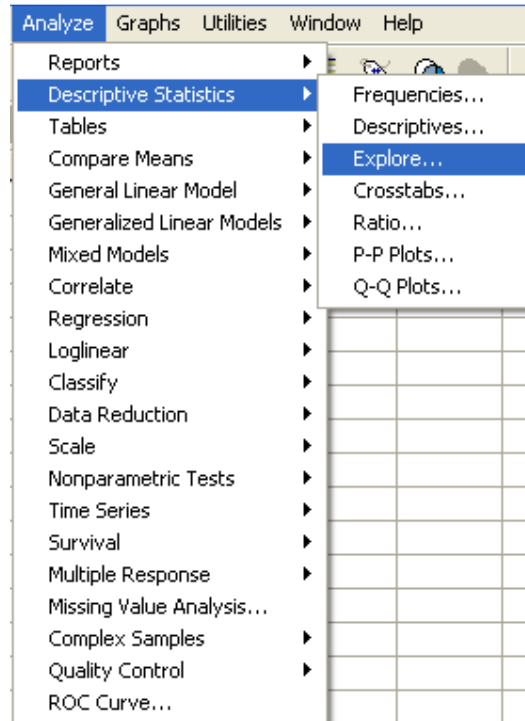 Analyze Graphs Utilities Window Help
Reports
Descriptive Statistics
Tables
Compare Means
General Linear Model
Generalized Linear Models
Mixed Models
Correlate
Regression
Loglinear
Classify
Data Reduction
Scale
Nonparametric Tests
Time Series
Survival
Multiple Response
Missing Value Analysis...
Complex Samples
Quality Control
ROC Curve...
Frequencies...
Descriptives...
Explore...
Crosstabs...
Ratio...
P-P Plots...
Q-Q Plots...